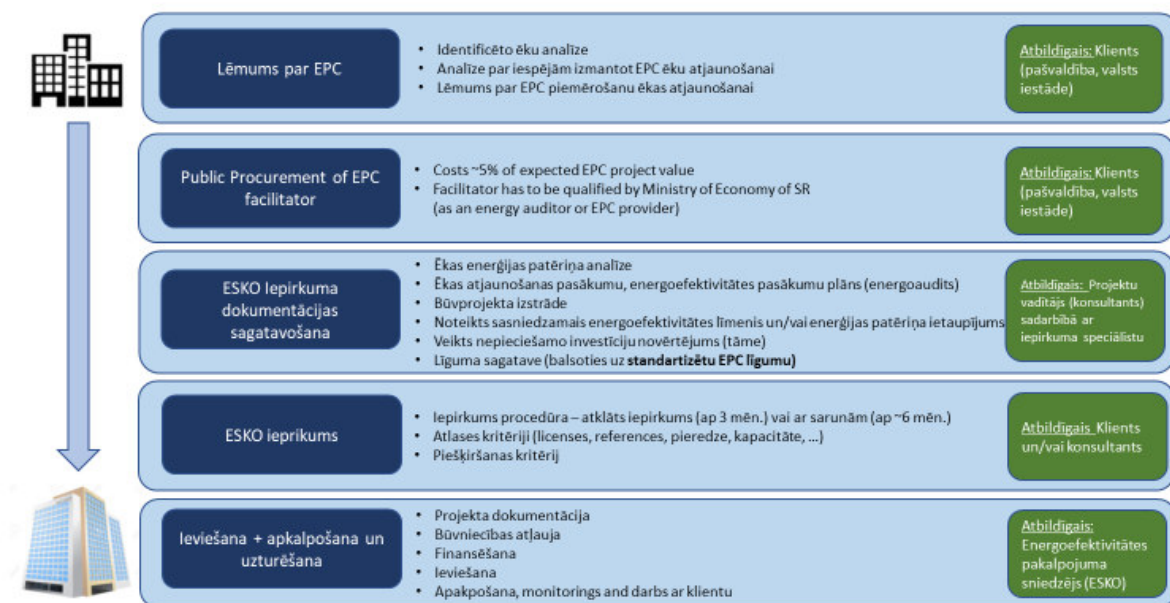 Lēmums par EPC
• Identificēto ēku analīze
• Analīze par iespējām izmantot EPC ēku atjaunošanai
• Lēmums par EPC piemērošanu ēkas atjaunošanai
Atbildīgais: Klients
(pašvaldība, valsts
iestāde)
Public Procurement of EPC
facilitator
• Costs ~5% of expected EPC project value
• Facilitator has to be qualified by Ministry of Economy of SR
(as an energy auditor or EPC provider)
Atbildīgais: Klients
(pašvaldība, valsts
iestāde)
ESKO Iepirkuma
dokumentācijas
sagatavošana
• Ēkas enerģijas patēriņa analīze
• Ēkas atjaunošanas pasākumu, energoefektivitātes pasākumu plāns (energoaudits)
• Būvprojekta izstrāde
• Noteikts sasniedzamais energoefektivitātes līmenis un/vai enerģijas patēriņa ietaupījums
• Veikts nepieciešamo investīciju novērtējums (tāme)
• Līguma sagatave (balsoties uz standartizētu EPC līgumu)
Atbildīgais: Projektu
vadītājs (konsultants)
sadarbībā ar
iepirkuma speciālistu
ESKO ieprikums
• Iepirkums procedūra – atklāts iepirkums (ap 3 mēn.) vai ar sarunām (ap ~6 mēn.)
• Atlases kritēriji (licenses, references, pieredze, kapacitāte, ...)
• Piešķiršanas kritērij
Atbildīgais Klients
un/vai konsultants
Ieviešana + apkalpošana un
uzturēšana
• Projekta dokumentācija
• Būvniecības atļauja
• Finansēšana
• Ieviešana
• Apakpošana, monitorings and darbs ar klientu
Atbildīgais:
Energoefektivitātes
pakalpojuma
sniedzējs (ESKO)